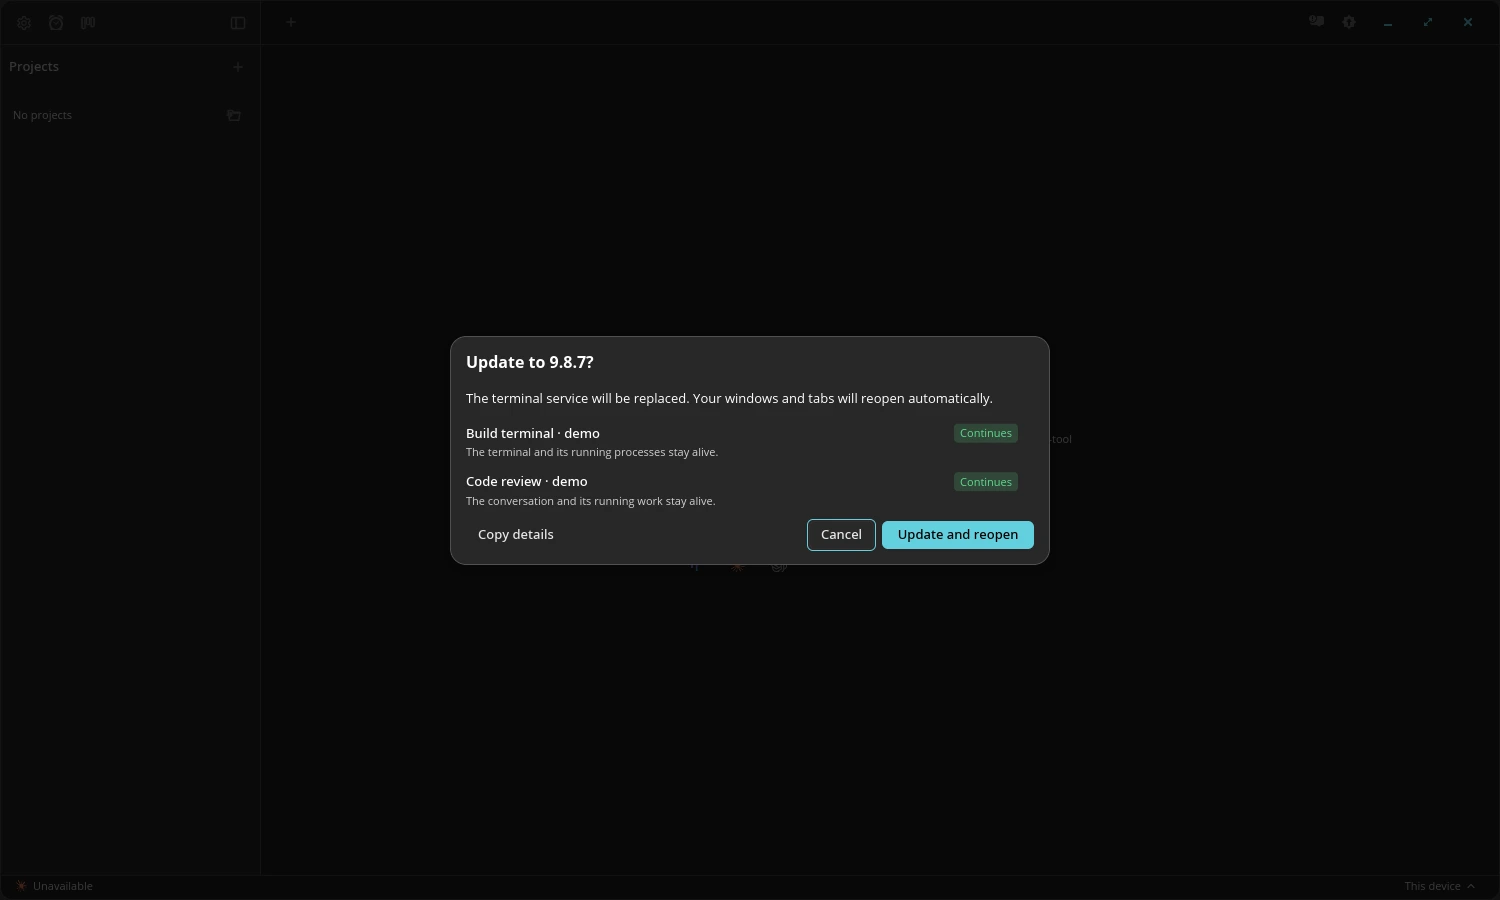 Projects
No projects
Update to 9.8.7?
The terminal service will be replaced. Your windows and tabs will reopen automatically.
Build terminal · demo
Continues
The terminal and its running processes stay alive.
-tool
Code review · demo
Continues
The conversation and its running work stay alive.
Copy details
Cancel
Update and reopen
Unavailable
This device